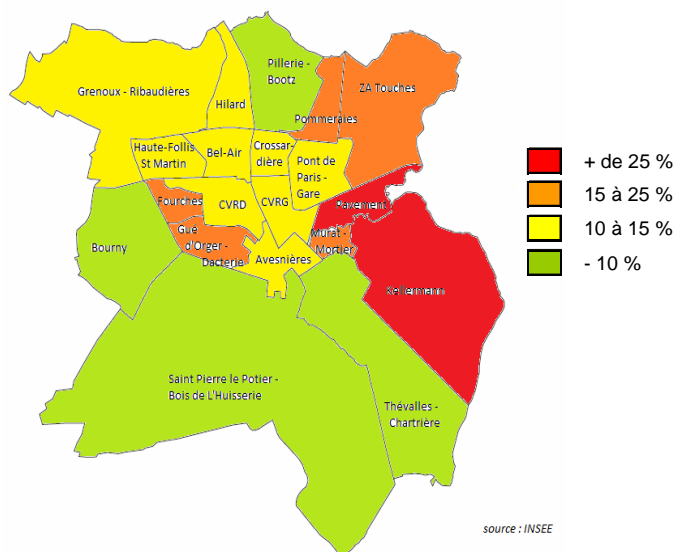 Pillerie -
Bootz
ZA Touches
Grenoux - Ribaudières
Hilard
Pommeraies
Haute-Follis
St Martin
Bel-Air
Crossar-
dière
Pont de
Paris -
Gare
Fourches
CVRD
CVRG
Pavement
Bourny
Gué
d'Orger -
Dacterie
Murat -
Mortier
Avesnières
Kellermann
Saint Pierre le Potier -
Bois de L'Huisserie
Thévalles -
Chartrière
+ de 25 %
15 à 25 %
10 à 15 %
- 10 %
source : INSEE